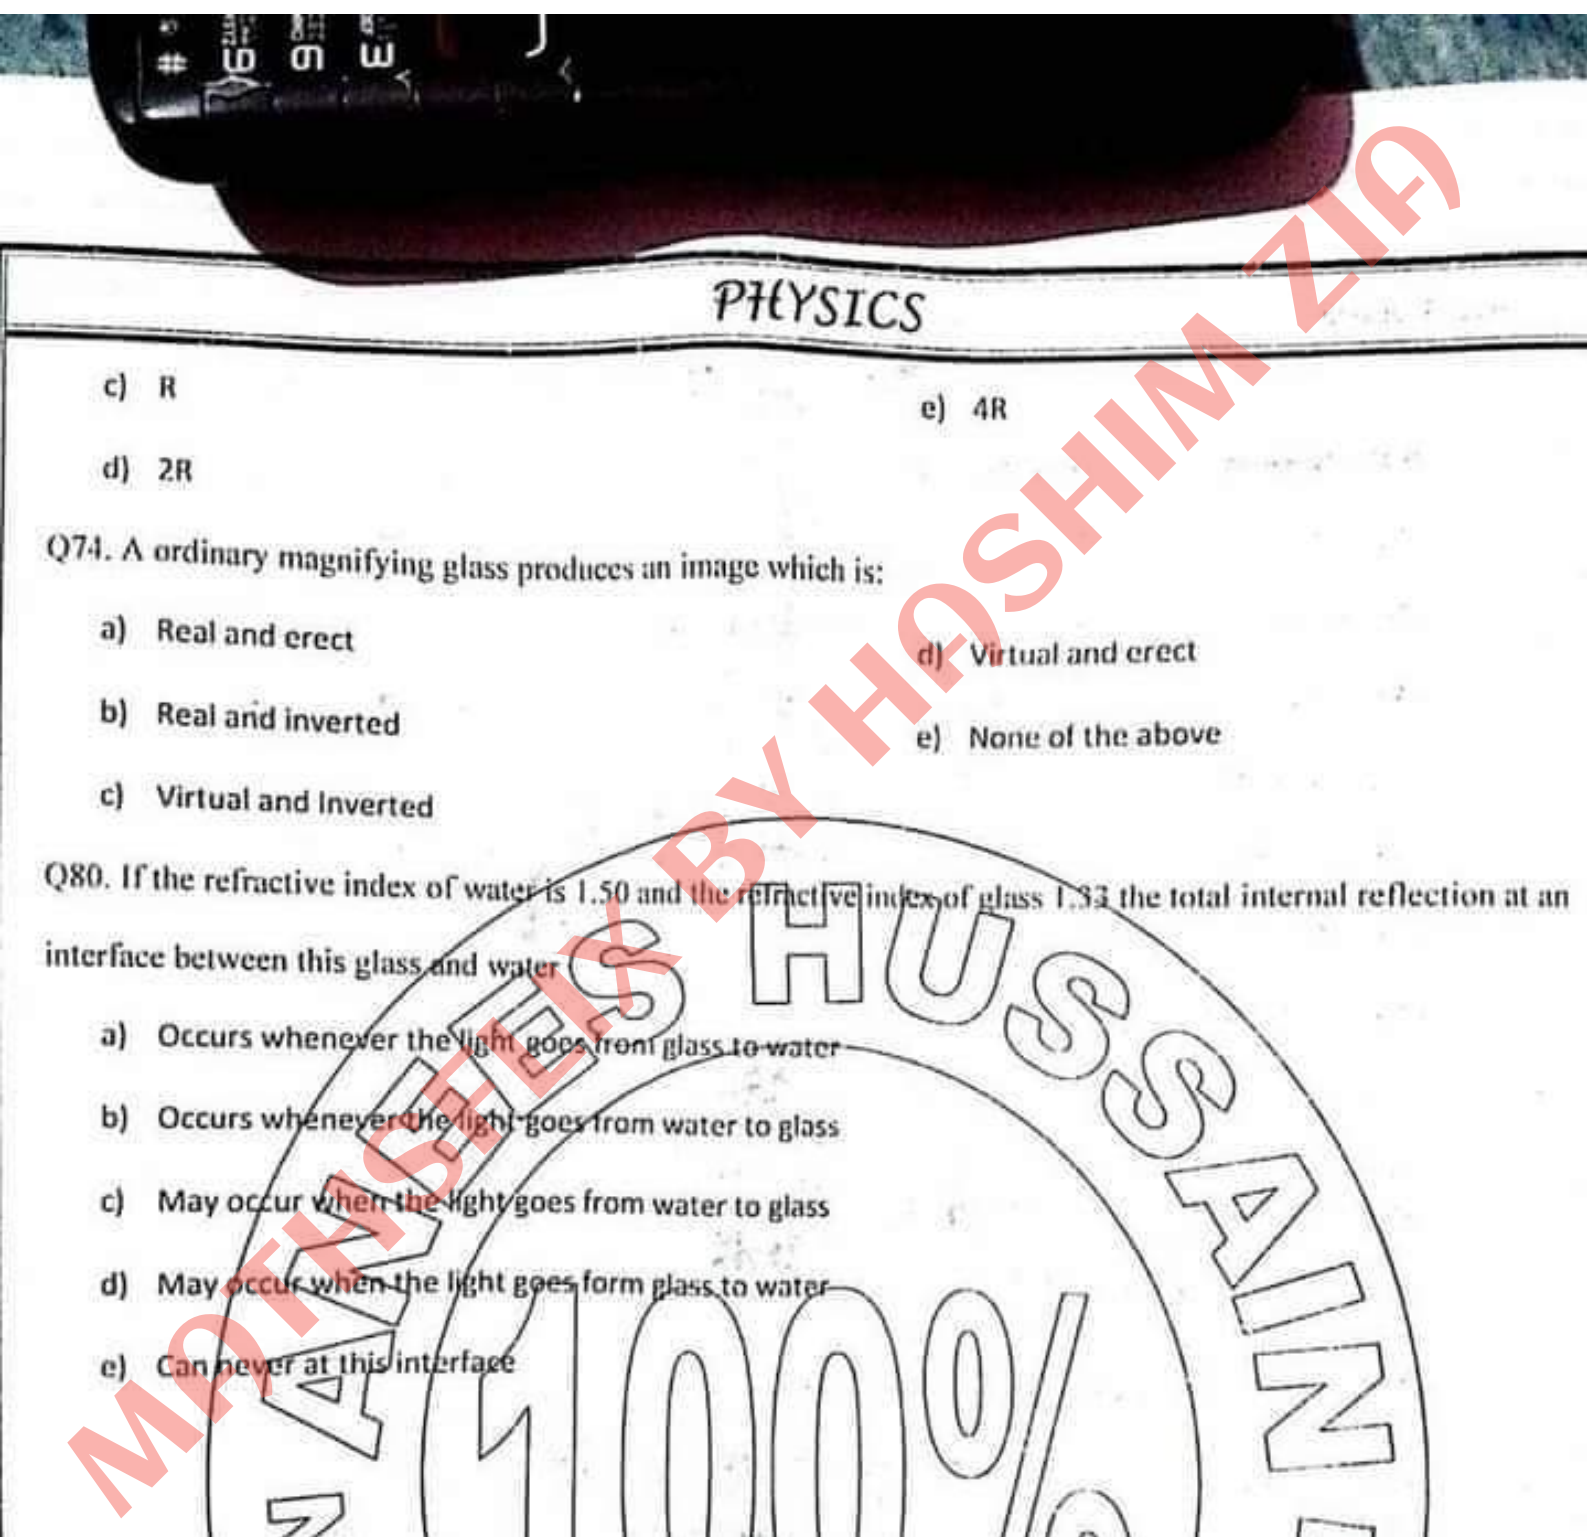 # 9 6 3
PHYSICS
c) R
e) 4R
d) 2R
Q74. A ordinary magnifying glass produces an image which is:
a) Real and erect
d) Virtual and erect
b) Real and inverted
e) None of the above
c) Virtual and Inverted
Q80. If the refractive index of water is 1.50 and the refractive index of glass 1.33 the total internal reflection at an
interface between this glass and water
a) Occurs whenever the light goes from glass to water
b) Occurs whenever the light goes from water to glass
c) May occur when the light goes from water to glass
d) May occur when the light goes form glass to water
e) Can never at this interface
HUSSAIN
100%
MATHSFLIX BY HASHIM ZIA